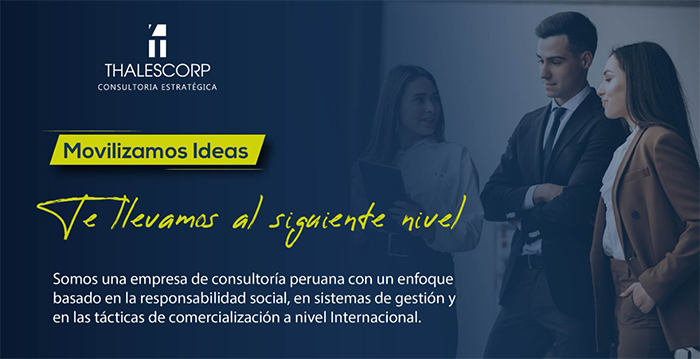 THALESCORP
CONSULTORIA ESTRATÉGICA
Movilizamos Ideas
Te llevamos al siguiente nivel
Somos una empresa de consultoría peruana con un enfoque
basado en la responsabilidad social, en sistemas de gestión y
en las tácticas de comercialización a nivel Internacional.